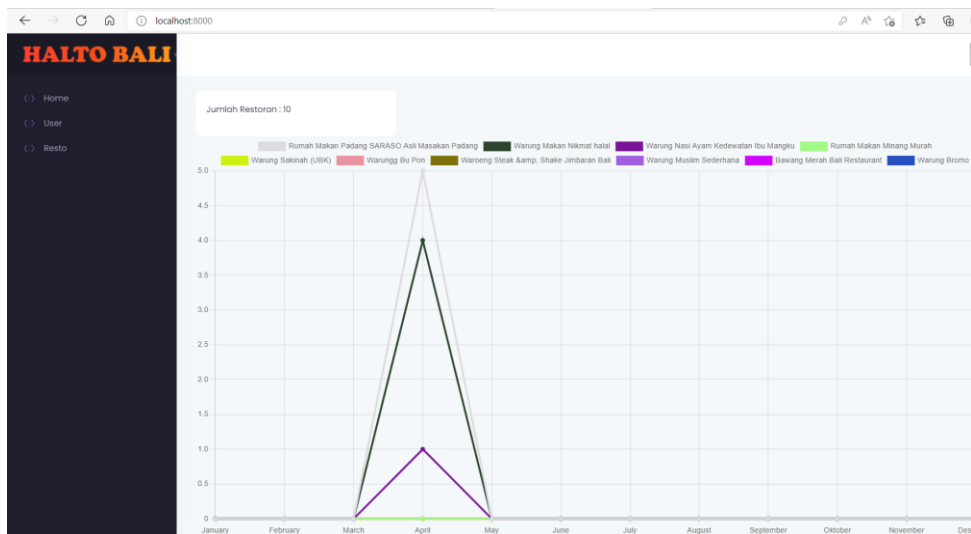 localhost:8000
HALTO BALI
Home
User
Resto
Jumlah Restoran : 10
Rumah Makan Padang SARASO Asli Masakan Padang Warung Makan Nikmat halal Warung Nasi Ayam Kedewatan Ibu Mangku Rumah Makan Minang Murah
Warung Sakinah (UBK) Warungg Bu Pon Waroeng Steak &amp; Shake Jimbaran Bali Warung Muslim Sederhana Bawang Merah Bali Restaurant Warung Bromo
5.0
4.5
4.0
3.5
3.0
2.5
2.0
1.5
1.0
0.5
0
January February March April May June July August September Oktober November Des